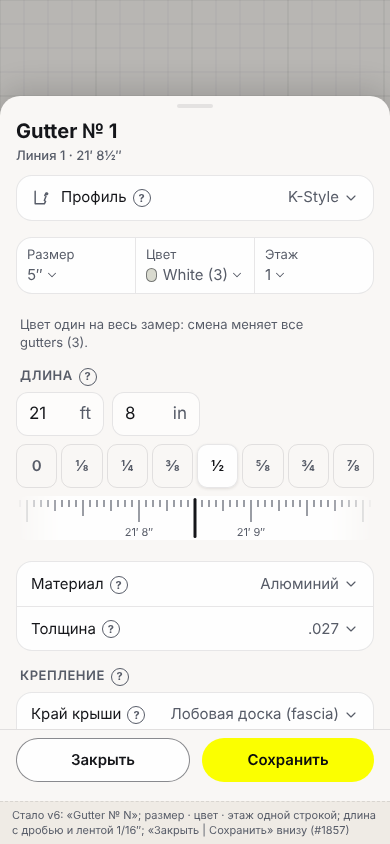 Gutter № 1
Линия 1 · 21′ 8½″
Профиль ? K-Style
Размер Цвет Этаж
5″ White (3) 1
Цвет один на весь замер: смена меняет все
gutters (3).
ДЛИНА ?
21 ft 8 in
0 ⅛ ¼ ⅜ ½ ⅝ ¾ ⅞
21′ 8″ 21′ 9″
Материал ? Алюминий
Толщина ? .027
КРЕПЛЕНИЕ ?
Край крыши ? Лобовая доска (fascia)
Закрыть Сохранить
Стало v6: «Gutter № N»; размер · цвет · этаж одной строкой; длина
с дробью и лентой 1/16″; «Закрыть | Сохранить» внизу (#1857)